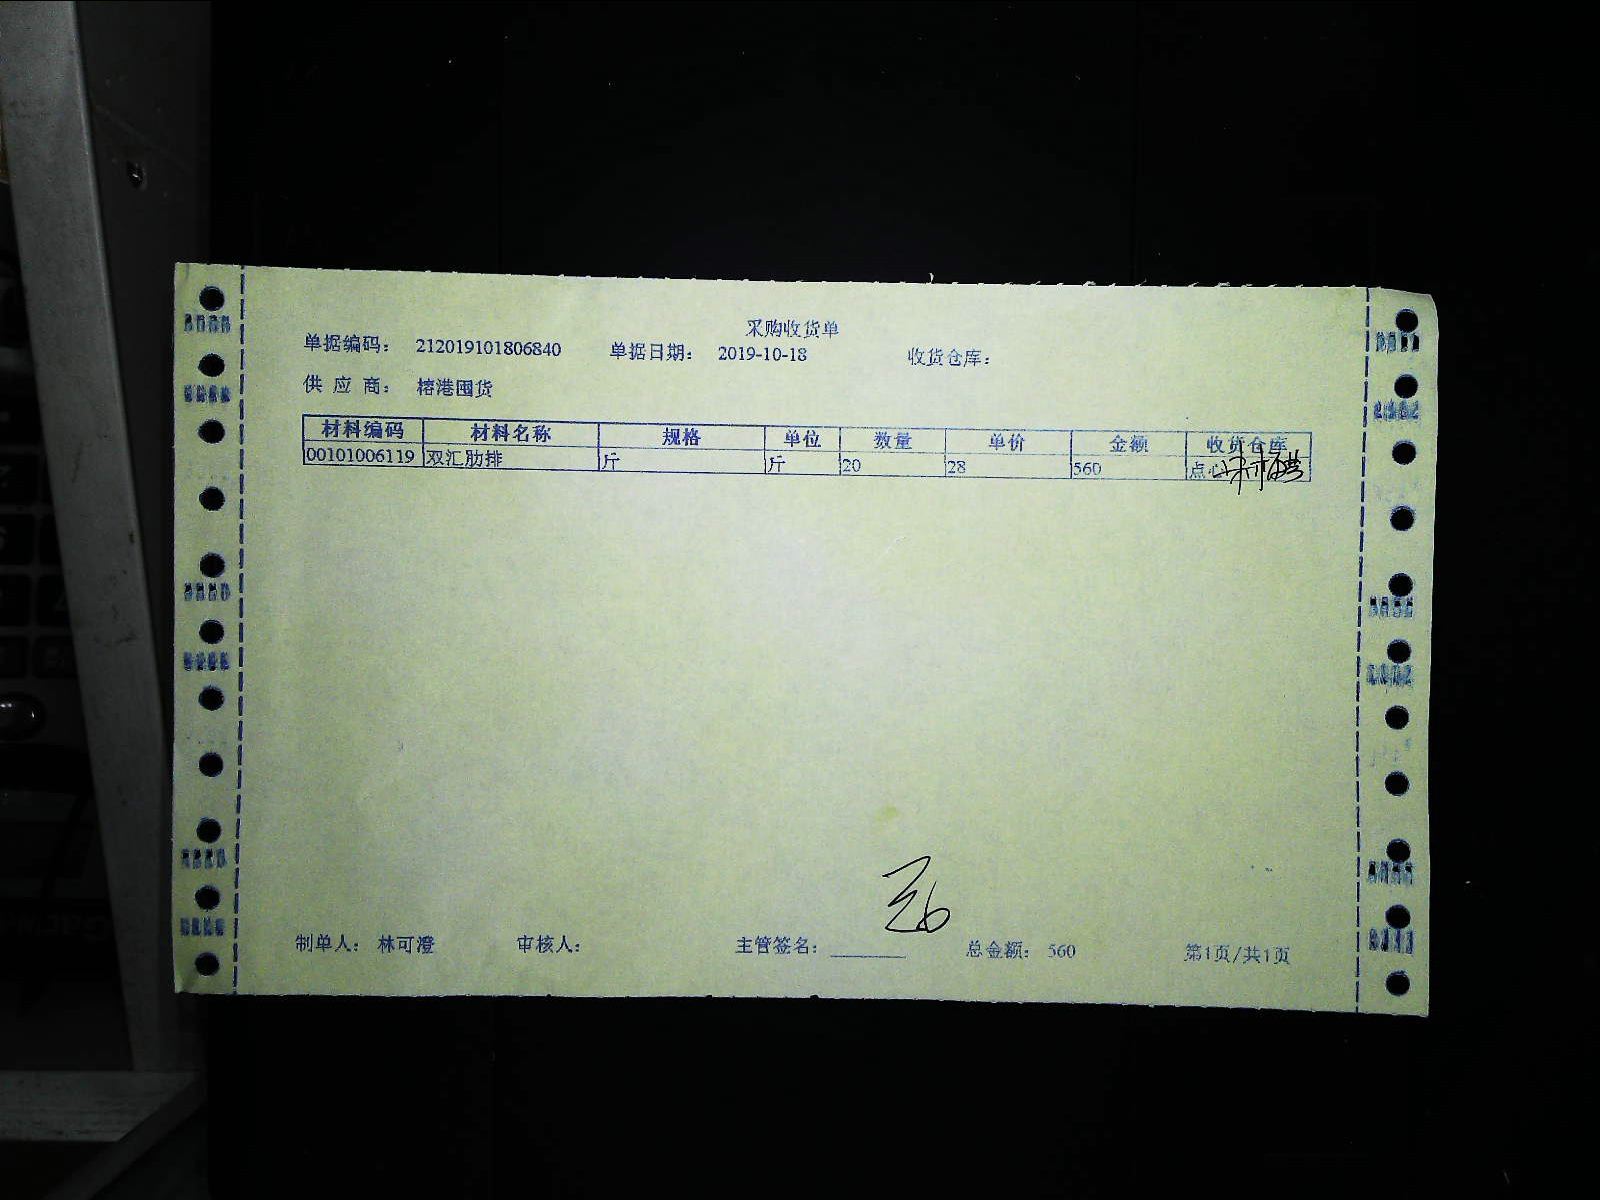 采购收货单
单据编码： 212019101806840 单据日期： 2019-10-18 收货仓库：
供 应 商： 榕港囤货
材料编码 材料名称 规格 单位 数量 单价 金额 收货仓库
00101006119 双汇肋排 斤 斤 20 28 560 点心
制单人： 林可澄 审核人： 主管签名： 总金额： 560 第1页/共1页